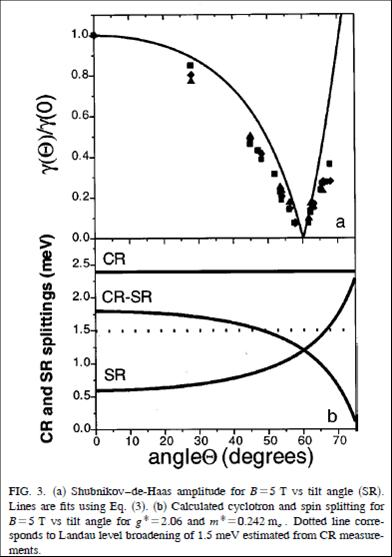 1.0
0.8
0.6
0.4
0.2
0.0
γ(Θ)/γ(0)
a
CR and SR splittings (meV)
2.5
2.0
1.5
1.0
0.5
0.0
CR
CR-SR
SR
b
0 10 20 30 40 50 60 70
angleΘ (degrees)
FIG. 3. (a) Shubnikov–de-Haas amplitude for B=5 T vs tilt angle (SR).
Lines are fits using Eq. (3). (b) Calculated cyclotron and spin splitting for
B=5 T vs tilt angle for g*=2.06 and m*=0.242 mₑ. Dotted line corre-
sponds to Landau level broadening of 1.5 meV estimated from CR measure-
ments.